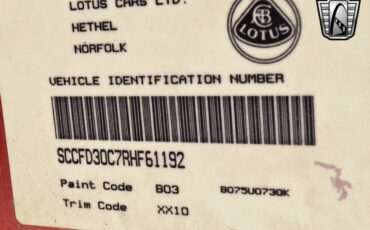 LOTUS CARS LTD.
HETHEL
NORFOLK
LOTUS
VEHICLE IDENTIFICATION NUMBER
SCCFD30C7RHF61192
Paint Code B03 B075U0730K
Trim Code XX10